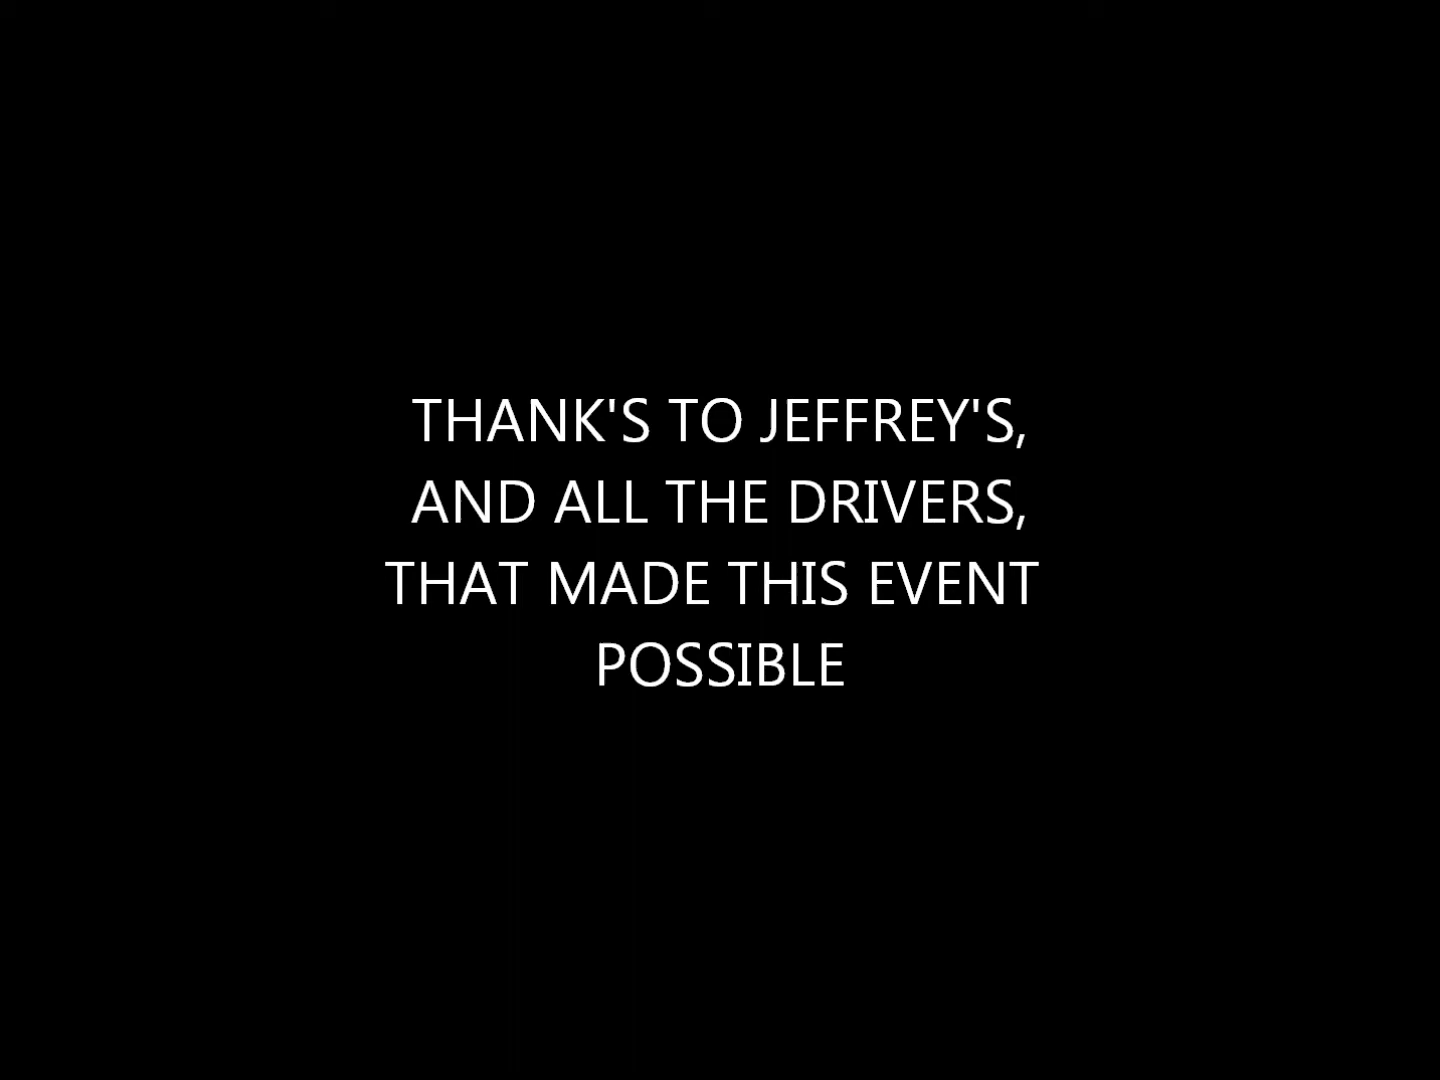 THANK'S TO JEFFREY'S,
AND ALL THE DRIVERS,
THAT MADE THIS EVENT
POSSIBLE